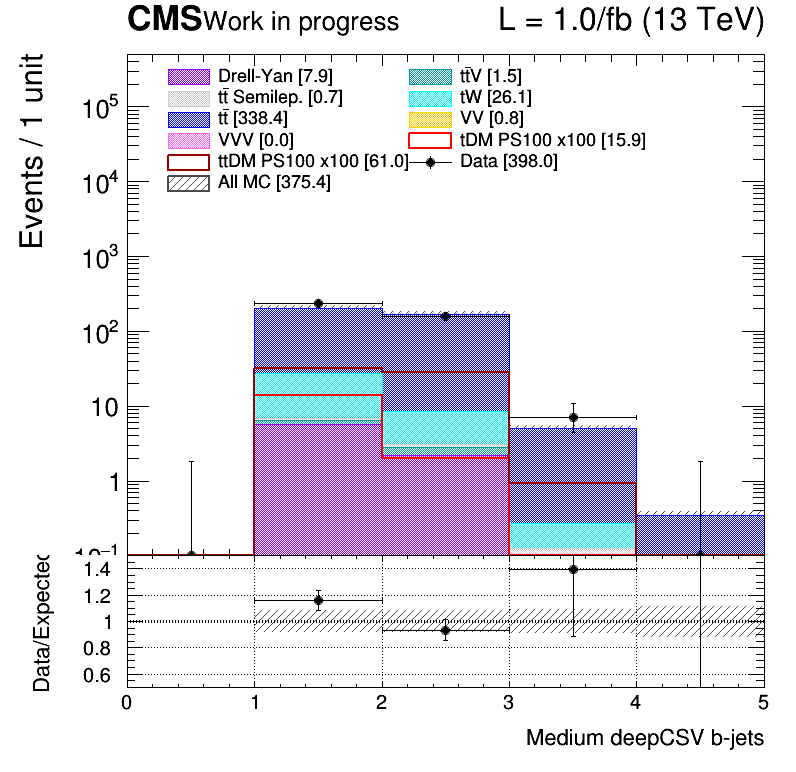 CMS Work in progress L = 1.0/fb (13 TeV)
Drell-Yan [7.9] tt̄V [1.5]
tt̄ Semilep. [0.7] tW [26.1]
tt̄ [338.4] VV [0.8]
VVV [0.0] tDM PS100 x100 [15.9]
ttDM PS100 x100 [61.0] Data [398.0]
All MC [375.4]
Events / 1 unit
10⁵
10⁴
10³
10²
10
1
10⁻¹
Data/Expected
1.4
1.2
1
0.8
0.6
0 1 2 3 4 5
Medium deepCSV b-jets